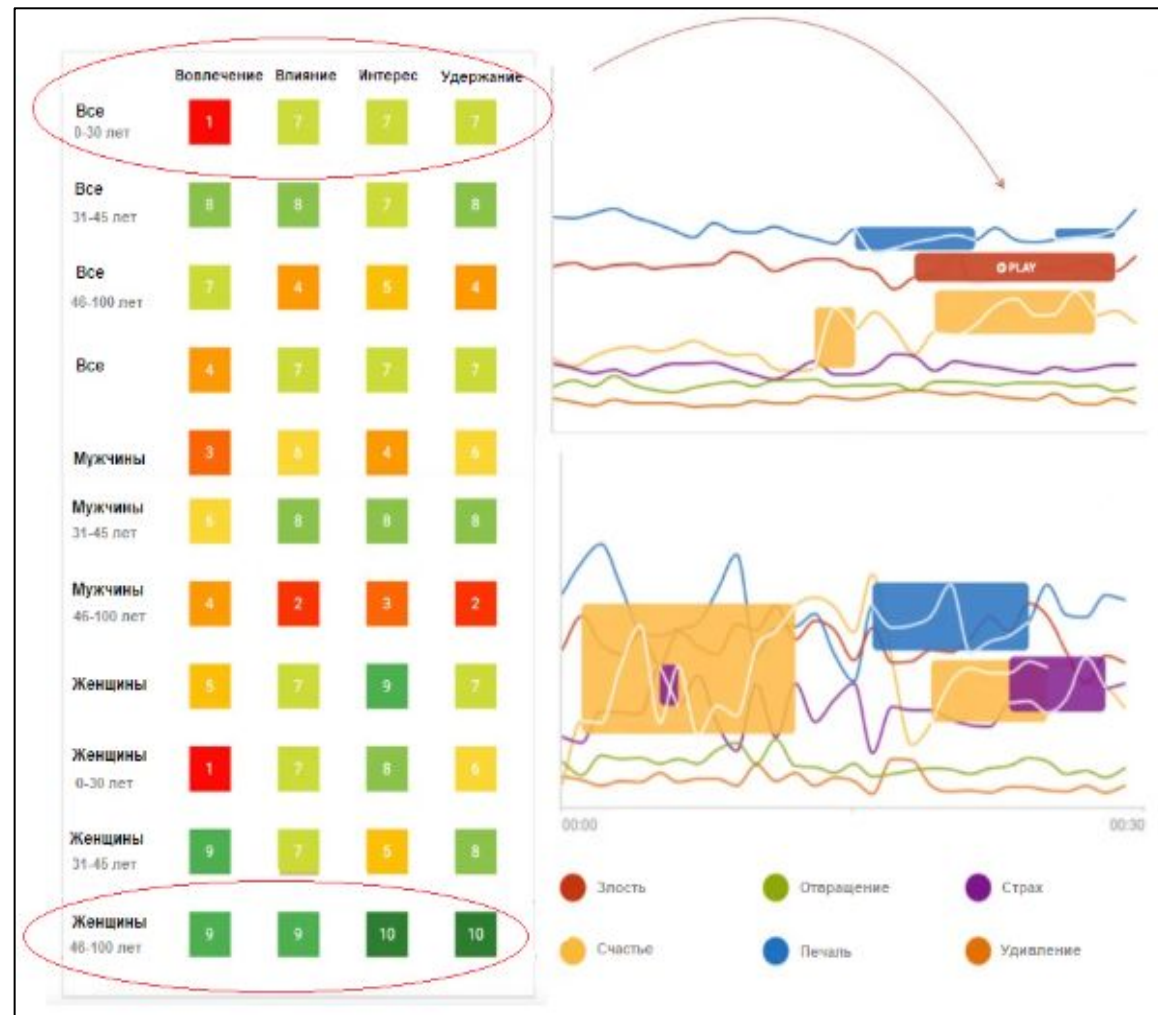 Вовлечение Влияние Интерес Удержание
Все
0-30 лет
1 7 7 7
Все
31-45 лет
8 8 7 8
Все
46-100 лет
7 4 5 4
Все
4 7 7 7
Мужчины
3 6 4 6
Мужчины
31-45 лет
6 8 8 8
Мужчины
46-100 лет
4 2 3 2
Женщины
5 7 9 7
Женщины
0-30 лет
1 7 8 6
Женщины
31-45 лет
9 7 5 8
Женщины
46-100 лет
9 9 10 10
PLAY
00:00 00:30
Злость Отвращение Страх
Счастье Печаль Удивление